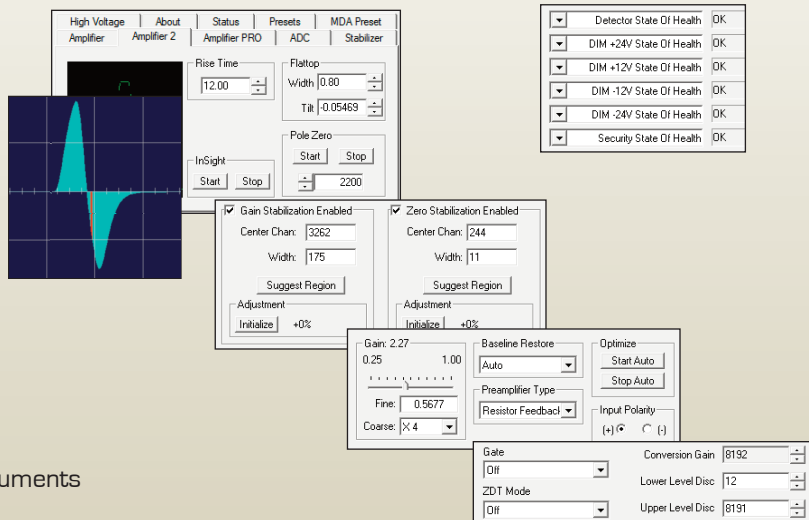 High Voltage About Status Presets MDA Preset
Amplifier Amplifier 2 Amplifier PRO ADC Stabilizer
Rise Time
12.00
Flattop
Width 0.80
Tilt -0.05469
Pole Zero
Start Stop
2200
InSight
Start Stop
Detector State Of Health OK
DIM +24V State Of Health OK
DIM +12V State Of Health OK
DIM -12V State Of Health OK
DIM -24V State Of Health OK
Security State Of Health OK
Gain Stabilization Enabled
Center Chan: 3262
Width: 175
Suggest Region
Adjustment
Initialize +0%
Zero Stabilization Enabled
Center Chan: 244
Width: 11
Suggest Region
Adjustment
Initialize +0%
Gain: 2.27
0.25 1.00
Fine: 0.5677
Coarse: X 4
Baseline Restore
Auto
Preamplifier Type
Resistor Feedback
Optimize
Start Auto
Stop Auto
Input Polarity
(+) (-)
Gate
Off
ZDT Mode
Off
Conversion Gain 8192
Lower Level Disc 12
Upper Level Disc 8191
uments